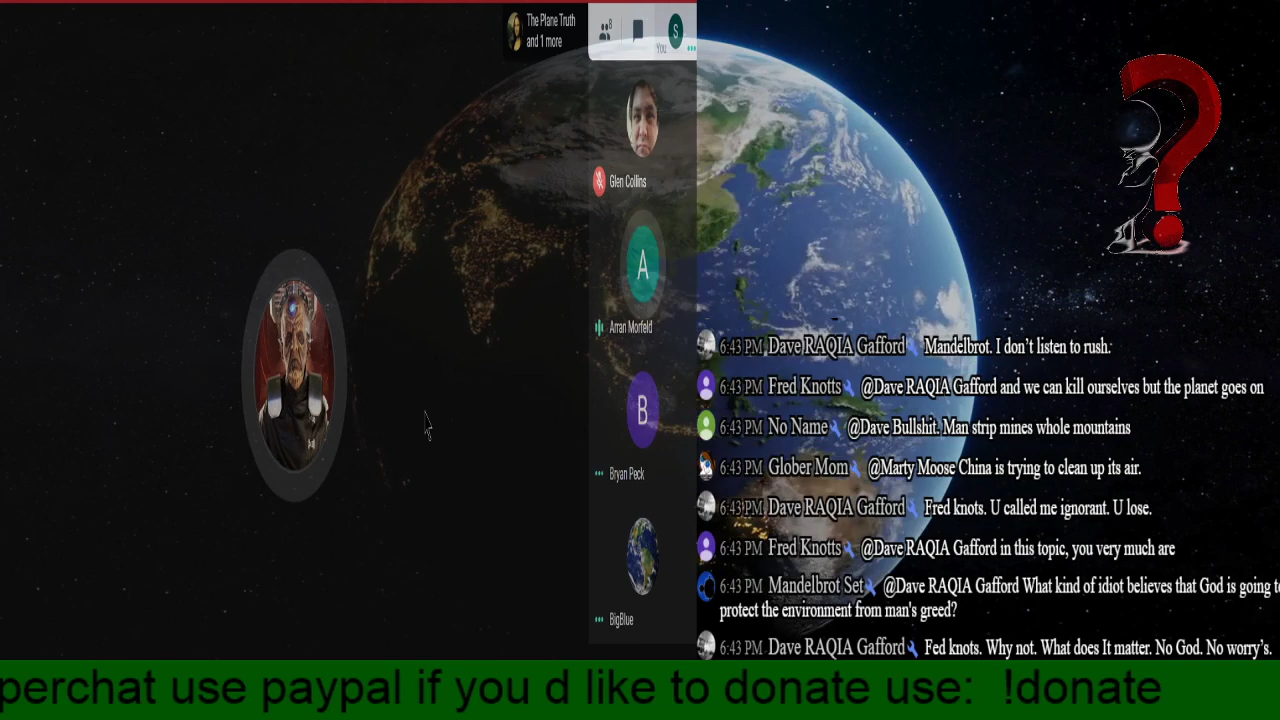 The Plane Truth
and 1 more
8
You
S
Glen Collins
A
Arran Morfeld
B
Bryan Peck
BigBlue
6:43 PM Dave RAQIA Gafford Mandelbrot. I don’t listen to rush.
6:43 PM Fred Knotts @Dave RAQIA Gafford and we can kill ourselves but the planet goes on
6:43 PM No Name @Dave Bullshit. Man strip mines whole mountains
6:43 PM Glober Mom @Marty Moose China is trying to clean up its air.
6:43 PM Dave RAQIA Gafford Fred knots. U called me ignorant. U lose.
6:43 PM Fred Knotts @Dave RAQIA Gafford in this topic, you very much are
6:43 PM Mandelbrot Set @Dave RAQIA Gafford What kind of idiot believes that God is going to
protect the environment from man's greed?
6:43 PM Dave RAQIA Gafford Fed knots. Why not. What does It matter. No God. No worry’s.
perchat use paypal if you d like to donate use: !donate
?